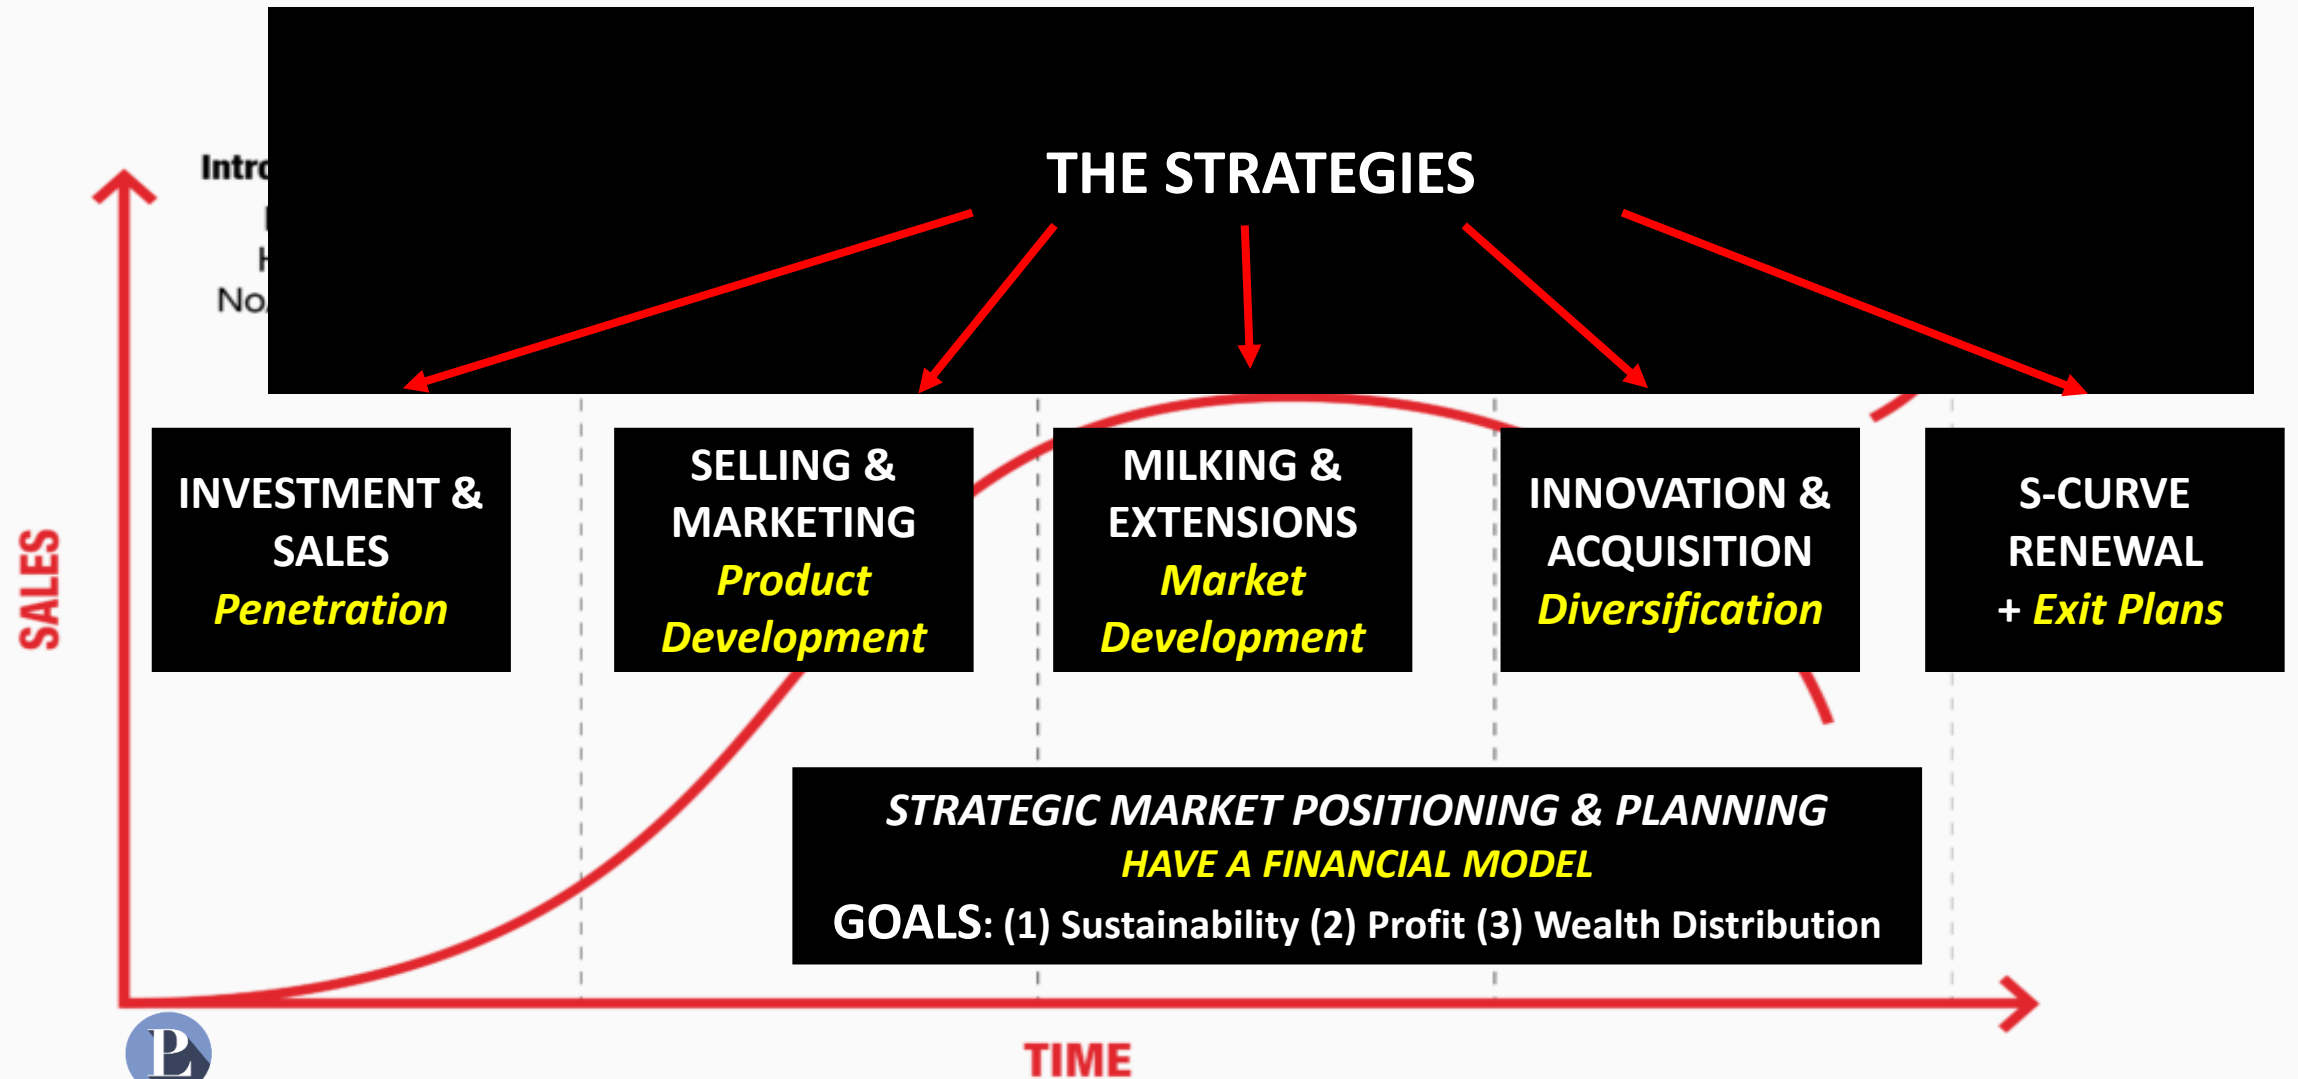 THE STRATEGIES
INVESTMENT &
SALES
Penetration
SELLING &
MARKETING
Product
Development
MILKING &
EXTENSIONS
Market
Development
INNOVATION &
ACQUISITION
Diversification
S-CURVE
RENEWAL
+ Exit Plans
STRATEGIC MARKET POSITIONING & PLANNING
HAVE A FINANCIAL MODEL
GOALS: (1) Sustainability (2) Profit (3) Wealth Distribution
SALES
TIME